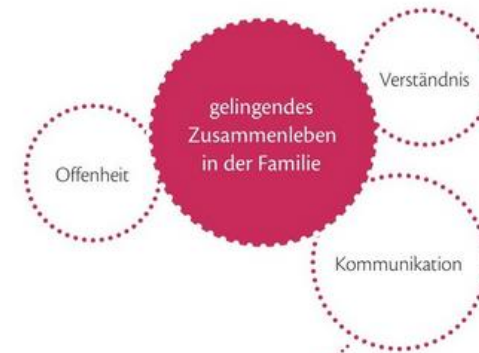 Verständnis
gelingendes
Zusammenleben
in der Familie
Offenheit
Kommunikation